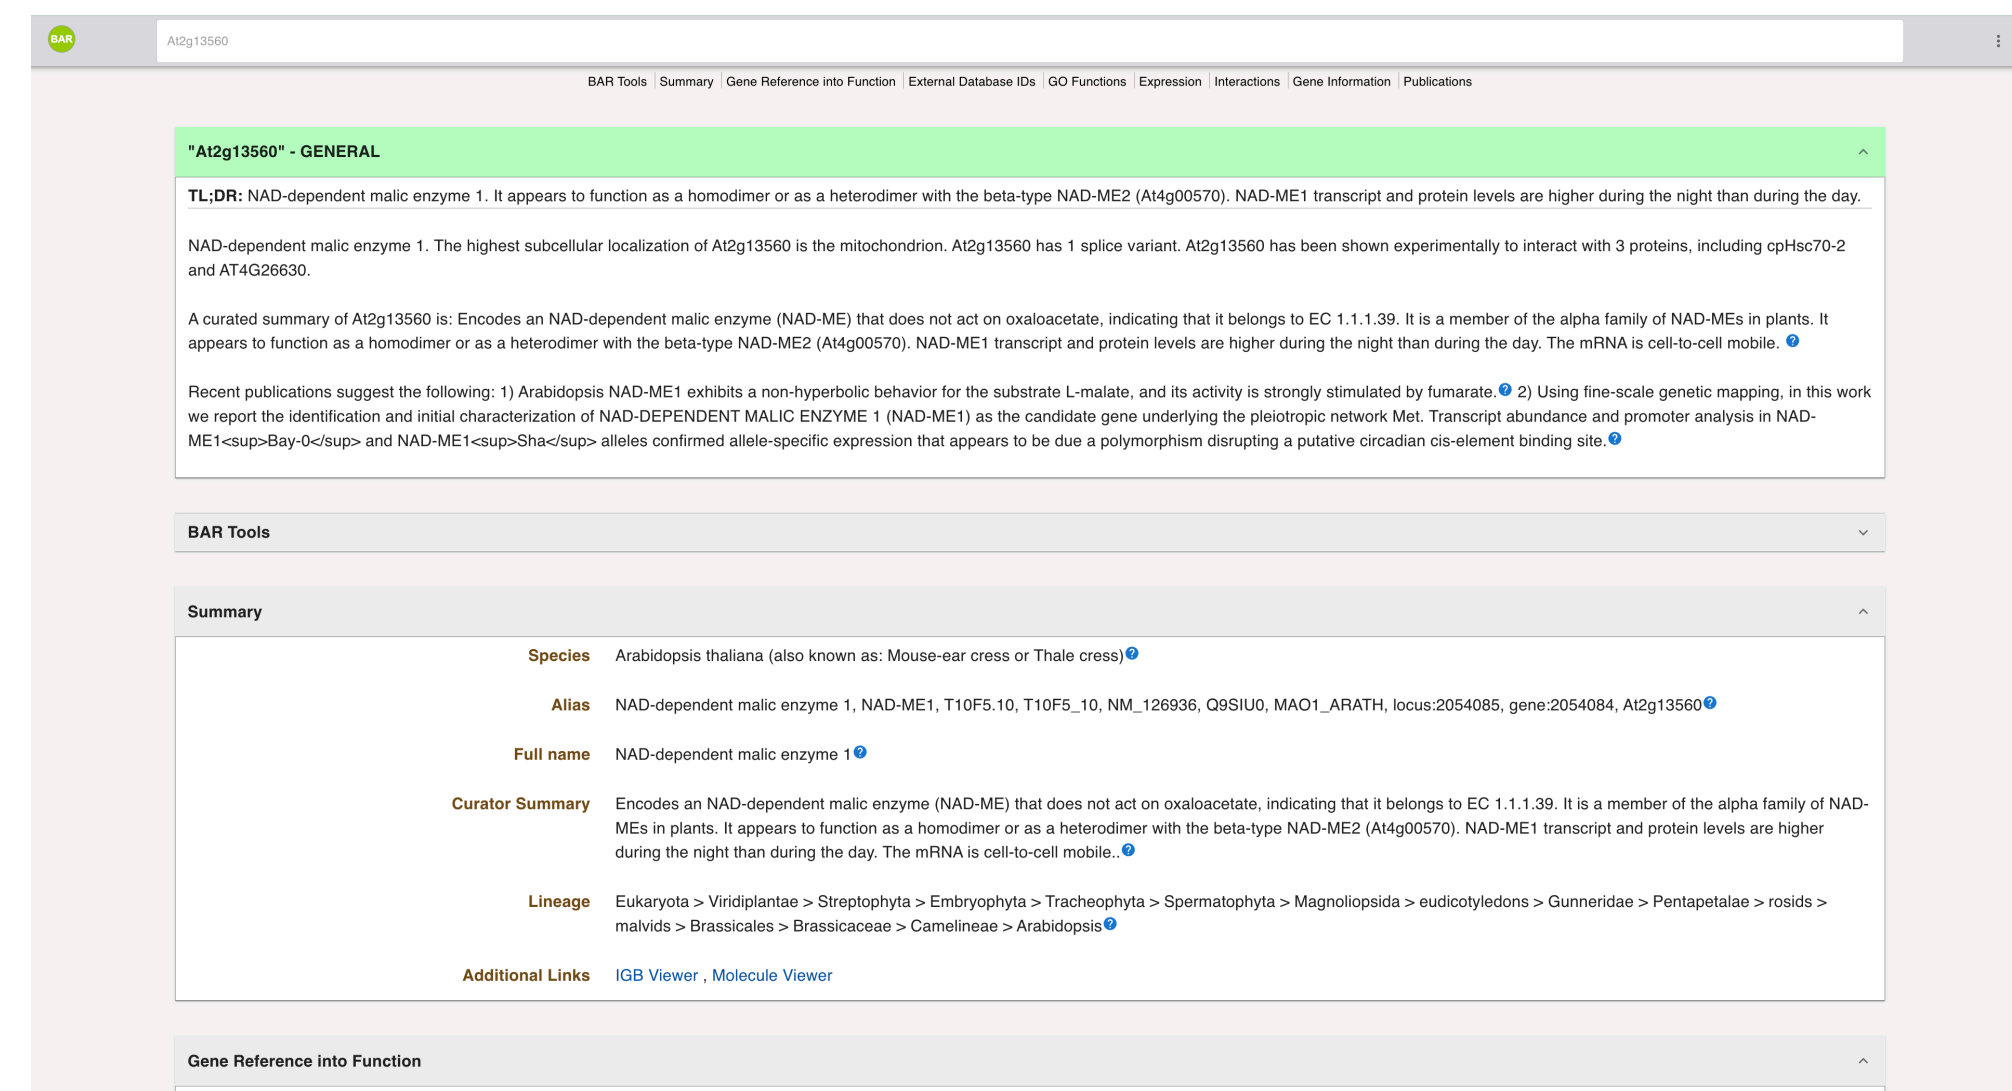 BAR
At2g13560
BAR Tools | Summary | Gene Reference into Function | External Database IDs | GO Functions | Expression | Interactions | Gene Information | Publications
"At2g13560" - GENERAL
TL;DR: NAD-dependent malic enzyme 1. It appears to function as a homodimer or as a heterodimer with the beta-type NAD-ME2 (At4g00570). NAD-ME1 transcript and protein levels are higher during the night than during the day.
NAD-dependent malic enzyme 1. The highest subcellular localization of At2g13560 is the mitochondrion. At2g13560 has 1 splice variant. At2g13560 has been shown experimentally to interact with 3 proteins, including cpHsc70-2
and AT4G26630.
A curated summary of At2g13560 is: Encodes an NAD-dependent malic enzyme (NAD-ME) that does not act on oxaloacetate, indicating that it belongs to EC 1.1.1.39. It is a member of the alpha family of NAD-MEs in plants. It
appears to function as a homodimer or as a heterodimer with the beta-type NAD-ME2 (At4g00570). NAD-ME1 transcript and protein levels are higher during the night than during the day. The mRNA is cell-to-cell mobile. ?
Recent publications suggest the following: 1) Arabidopsis NAD-ME1 exhibits a non-hyperbolic behavior for the substrate L-malate, and its activity is strongly stimulated by fumarate.? 2) Using fine-scale genetic mapping, in this work
we report the identification and initial characterization of NAD-DEPENDENT MALIC ENZYME 1 (NAD-ME1) as the candidate gene underlying the pleiotropic network Met. Transcript abundance and promoter analysis in NAD-
ME1<sup>Bay-0</sup> and NAD-ME1<sup>Sha</sup> alleles confirmed allele-specific expression that appears to be due a polymorphism disrupting a putative circadian cis-element binding site.?
BAR Tools
Summary
Species Arabidopsis thaliana (also known as: Mouse-ear cress or Thale cress)?
Alias NAD-dependent malic enzyme 1, NAD-ME1, T10F5.10, T10F5_10, NM_126936, Q9SIU0, MAO1_ARATH, locus:2054085, gene:2054084, At2g13560?
Full name NAD-dependent malic enzyme 1?
Curator Summary Encodes an NAD-dependent malic enzyme (NAD-ME) that does not act on oxaloacetate, indicating that it belongs to EC 1.1.1.39. It is a member of the alpha family of NAD-
MEs in plants. It appears to function as a homodimer or as a heterodimer with the beta-type NAD-ME2 (At4g00570). NAD-ME1 transcript and protein levels are higher
during the night than during the day. The mRNA is cell-to-cell mobile..?
Lineage Eukaryota > Viridiplantae > Streptophyta > Embryophyta > Tracheophyta > Spermatophyta > Magnoliopsida > eudicotyledons > Gunneridae > Pentapetalae > rosids >
malvids > Brassicales > Brassicaceae > Camelineae > Arabidopsis?
Additional Links IGB Viewer , Molecule Viewer
Gene Reference into Function